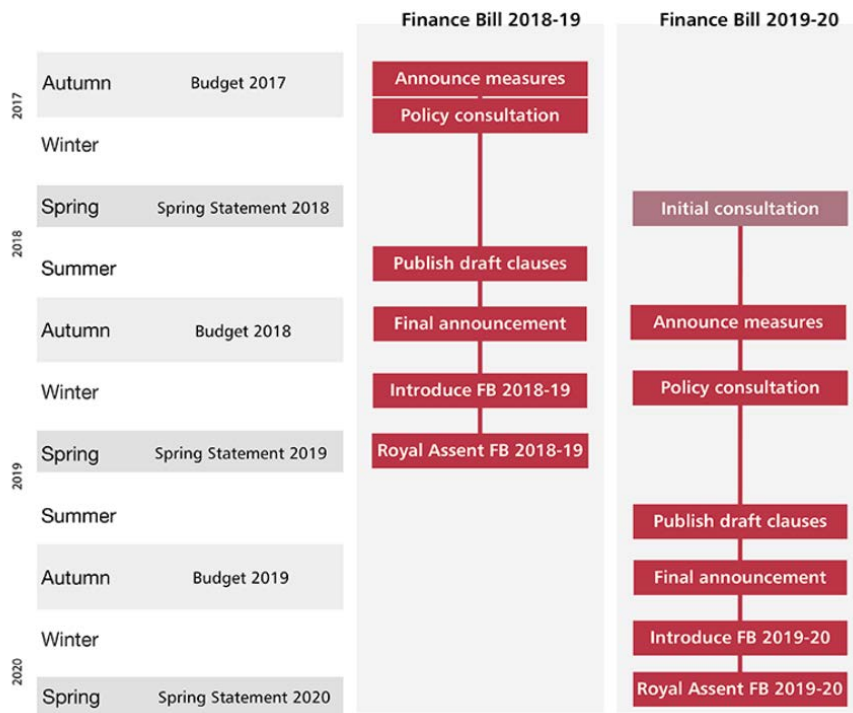 Finance Bill 2018-19 Finance Bill 2019-20
2017
Autumn Budget 2017 Announce measures
Policy consultation
Winter
2018
Spring Spring Statement 2018 Initial consultation
Summer Publish draft clauses
Autumn Budget 2018 Final announcement Announce measures
Winter Introduce FB 2018-19 Policy consultation
2019
Spring Spring Statement 2019 Royal Assent FB 2018-19
Summer Publish draft clauses
Autumn Budget 2019 Final announcement
Winter Introduce FB 2019-20
2020
Spring Spring Statement 2020 Royal Assent FB 2019-20